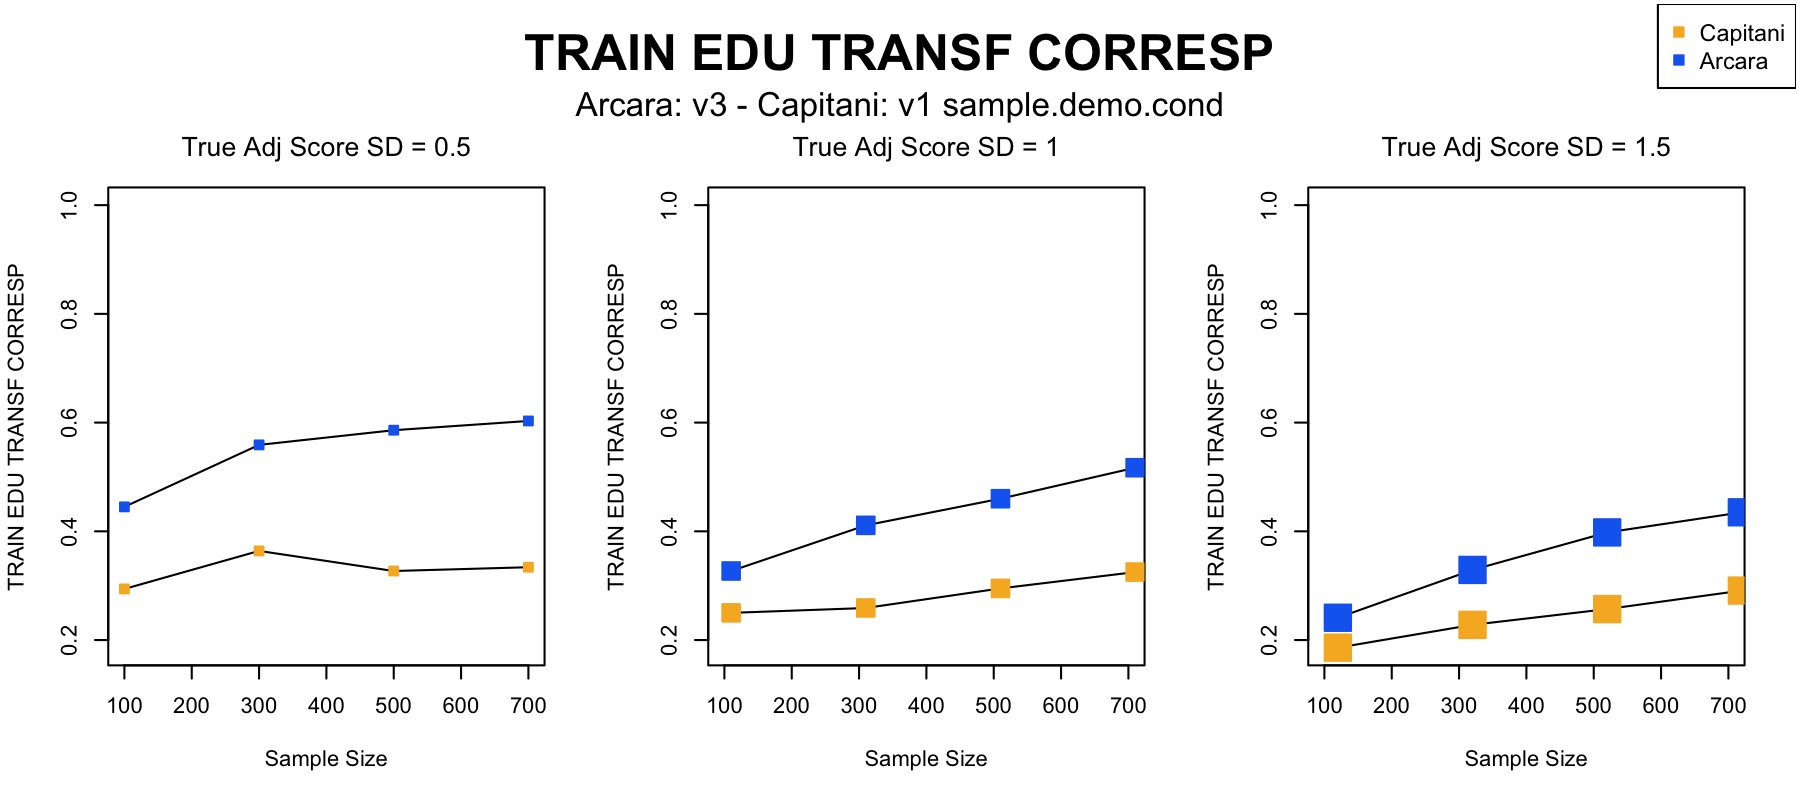 TRAIN EDU TRANSF CORRESP
Arcara: v3 - Capitani: v1 sample.demo.cond
Capitani
Arcara
True Adj Score SD = 0.5
TRAIN EDU TRANSF CORRESP
1.0
0.8
0.6
0.4
0.2
100 200 300 400 500 600 700
Sample Size
True Adj Score SD = 1
TRAIN EDU TRANSF CORRESP
1.0
0.8
0.6
0.4
0.2
100 200 300 400 500 600 700
Sample Size
True Adj Score SD = 1.5
TRAIN EDU TRANSF CORRESP
1.0
0.8
0.6
0.4
0.2
100 200 300 400 500 600 700
Sample Size